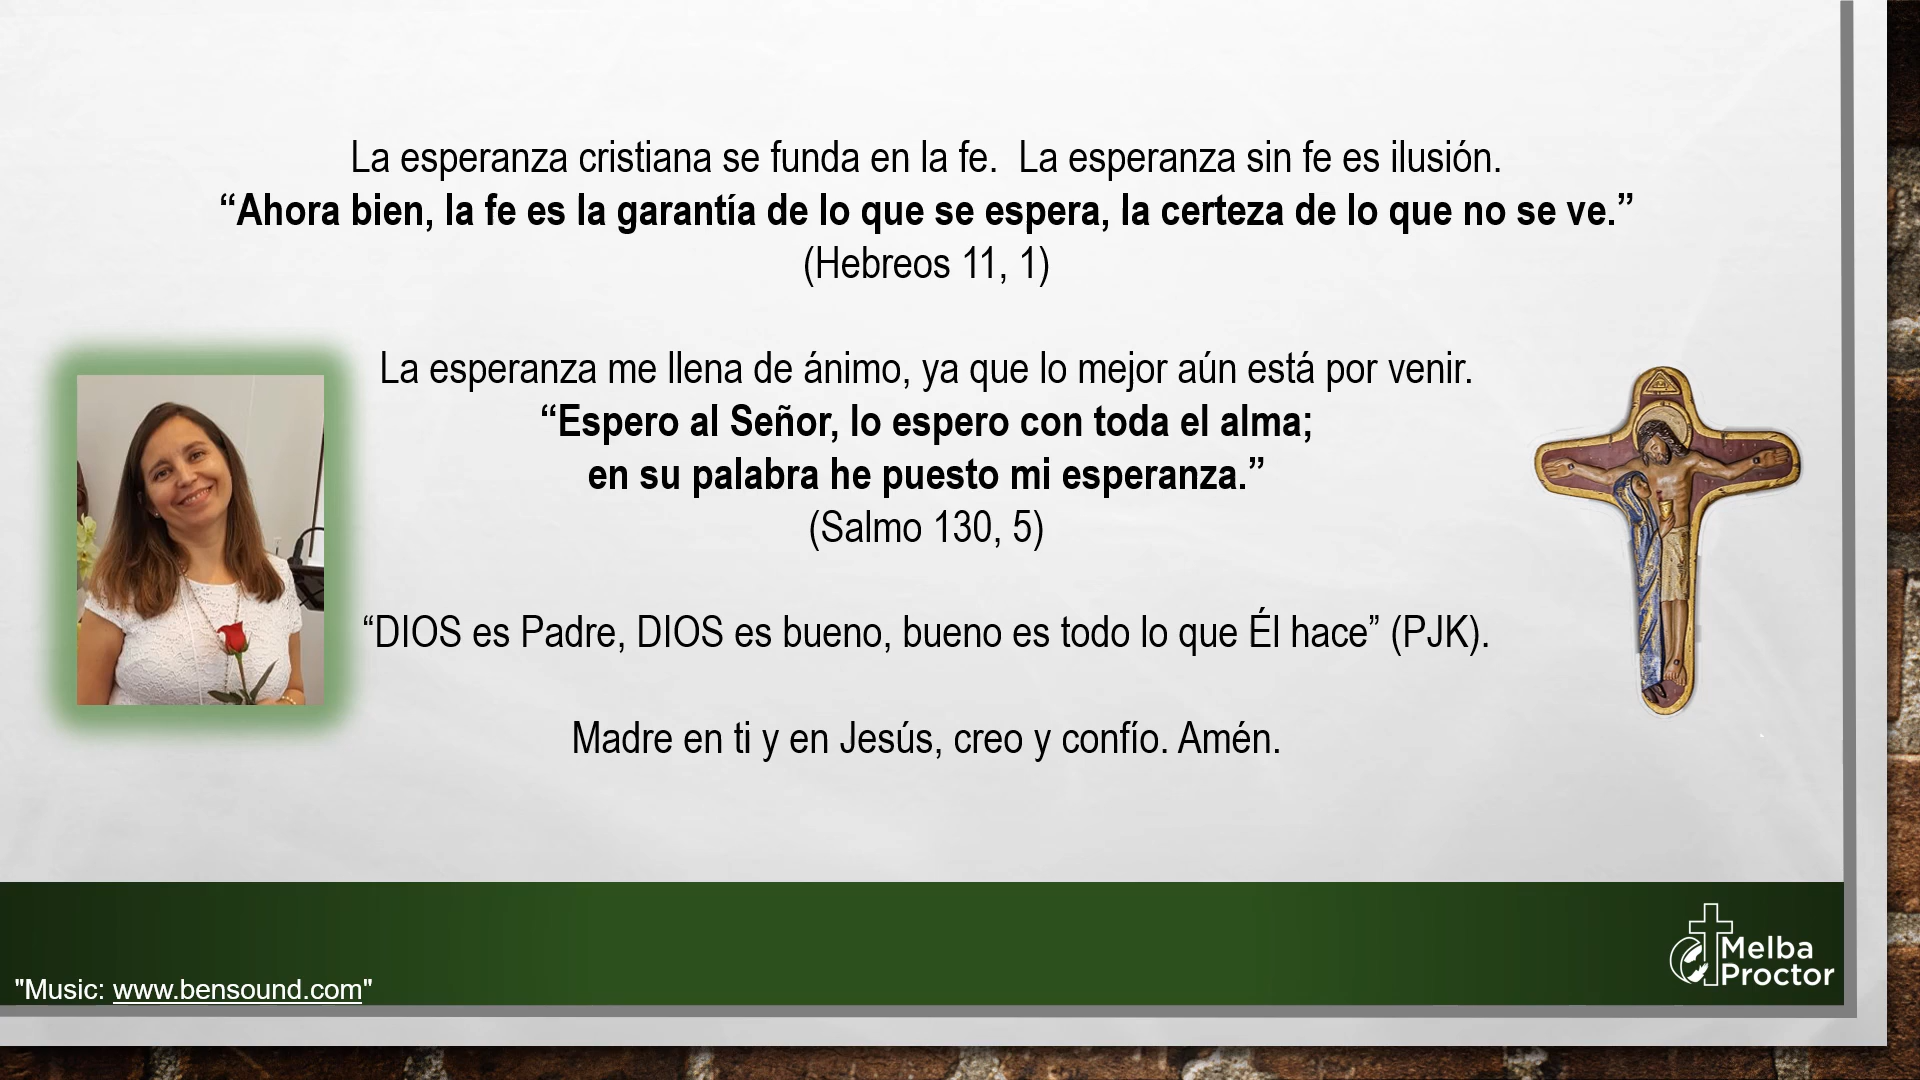 La esperanza cristiana se funda en la fe.  La esperanza sin fe es ilusión.
“Ahora bien, la fe es la garantía de lo que se espera, la certeza de lo que no se ve.”
(Hebreos 11, 1)
La esperanza me llena de ánimo, ya que lo mejor aún está por venir.
“Espero al Señor, lo espero con toda el alma;
en su palabra he puesto mi esperanza.”
(Salmo 130, 5)
“DIOS es Padre, DIOS es bueno, bueno es todo lo que Él hace” (PJK).
Madre en ti y en Jesús, creo y confío. Amén.
Melba
Proctor
"Music: www.bensound.com"